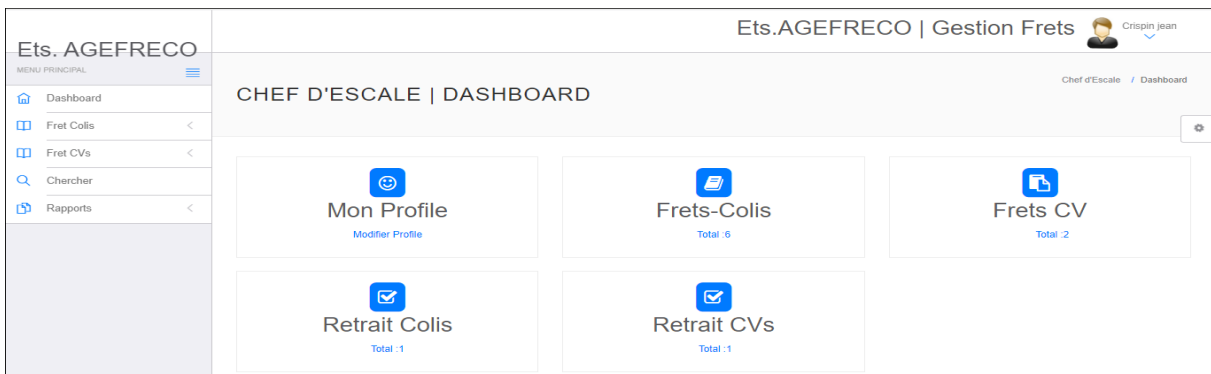 Ets. AGEFRECO
MENU PRINCIPAL
Dashboard
Fret Colis
Fret CVs
Chercher
Rapports
Ets.AGEFRECO | Gestion Frets
Crispin jean
CHEF D'ESCALE | DASHBOARD
Chef d'Escale / Dashboard
Mon Profile
Modifier Profile
Frets-Colis
Total :6
Frets CV
Total :2
Retrait Colis
Total :1
Retrait CVs
Total :1